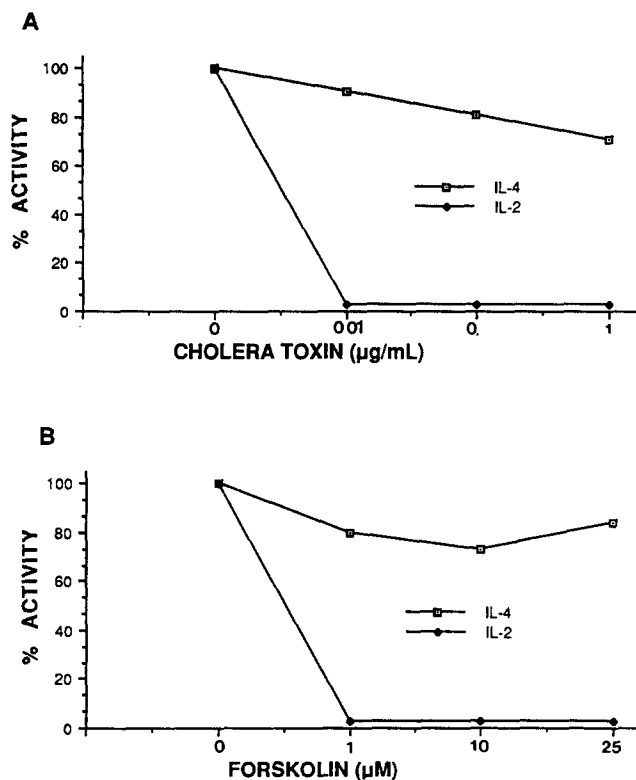 A
% ACTIVITY
100
80
60
40
20
0
IL-4
IL-2
0 001 0. 1
CHOLERA TOXIN (µg/mL)
B
% ACTIVITY
100
80
60
40
20
0
IL-4
IL-2
0 1 10 25
FORSKOLIN (µM)